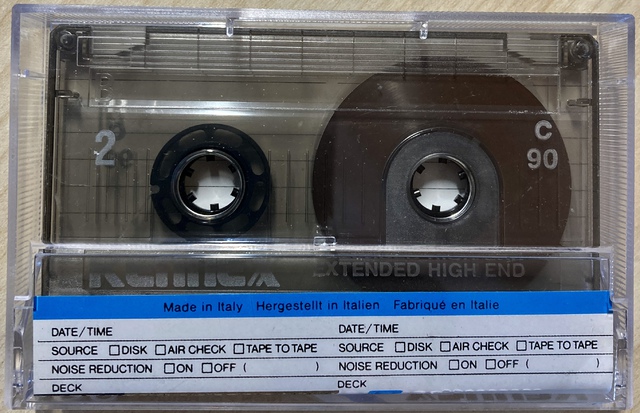 2
C
90
Kennex
EXTENDED HIGH END
Made in Italy Hergestellt in Italien Fabriqué en Italie
DATE/TIME DATE/TIME
SOURCE □DISK □AIR CHECK □TAPE TO TAPE SOURCE □DISK □AIR CHECK □TAPE TO TAPE
NOISE REDUCTION □ON □OFF ( ) NOISE REDUCTION □ON □OFF ( )
DECK DECK